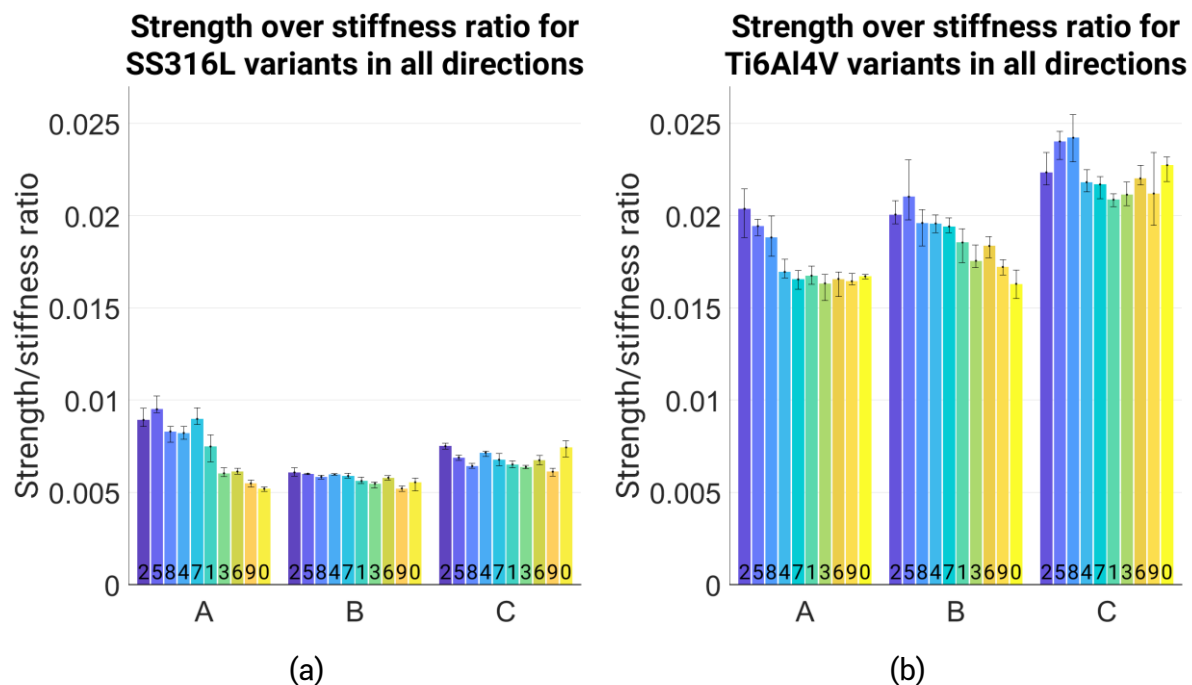 Strength over stiffness ratio for
SS316L variants in all directions
Strength/stiffness ratio
0.025
0.02
0.015
0.01
0.005
0
2584713690
2584713690
2584713690
A
B
C
(a)
Strength over stiffness ratio for
Ti6Al4V variants in all directions
Strength/stiffness ratio
0.025
0.02
0.015
0.01
0.005
0
2584713690
2584713690
2584713690
A
B
C
(b)